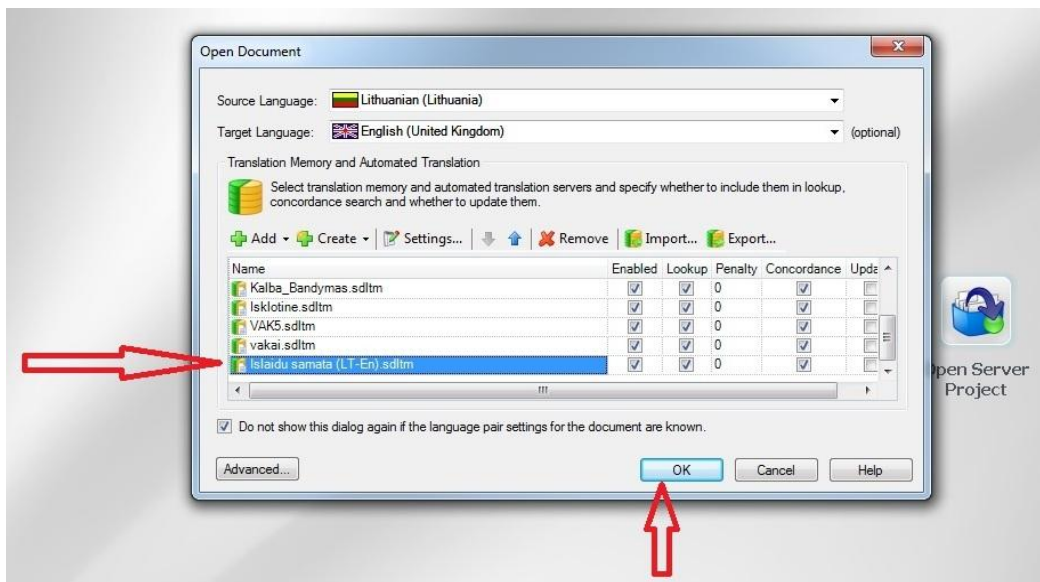 Open Document
Source Language: Lithuanian (Lithuania)
Target Language: English (United Kingdom) (optional)
Translation Memory and Automated Translation
Select translation memory and automated translation servers and specify whether to include them in lookup,
concordance search and whether to update them.
Add Create Settings... Remove Import... Export...
Name Enabled Lookup Penalty Concordance Upda
Kalba_Bandymas.sdltm 0
Isklotine.sdltm 0
VAK5.sdltm 0
vakai.sdltm 0
Islaidu samata (LT-En).sdltm 0
Do not show this dialog again if the language pair settings for the document are known.
Advanced... OK Cancel Help
pen Server
Project